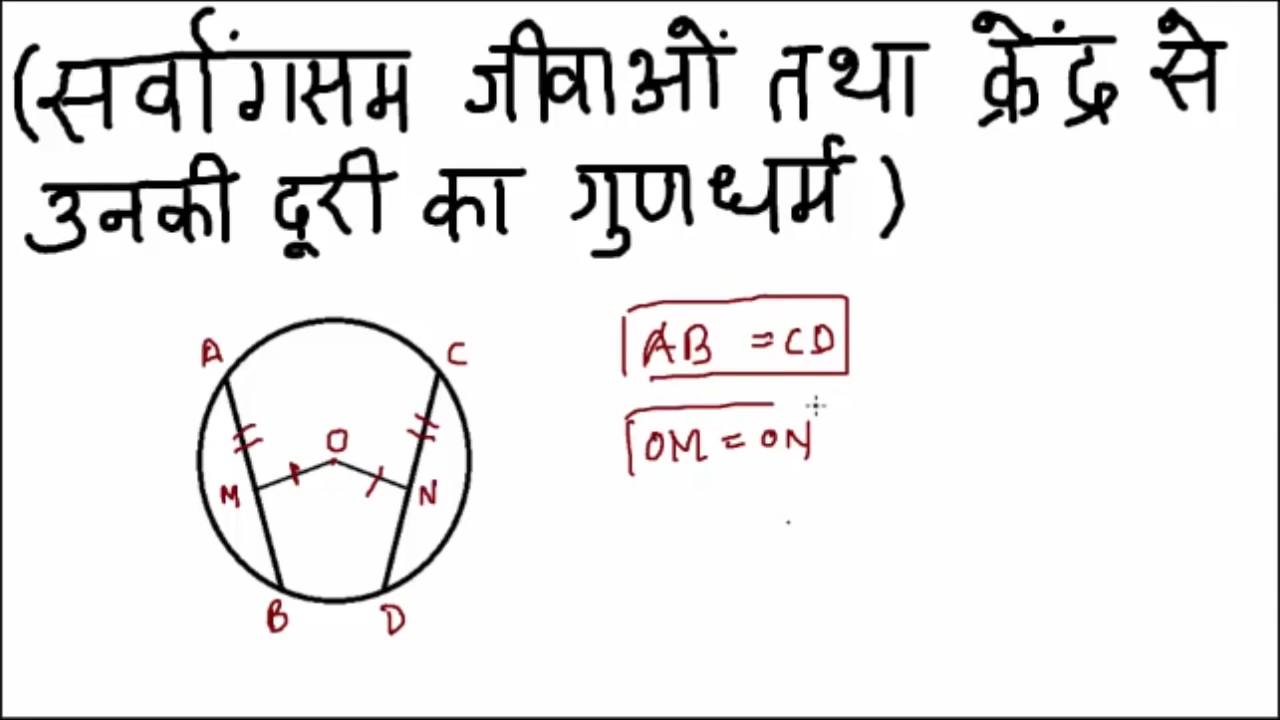 (सर्वांगसम जीवाओं तथा केंद्र से
उनकी दूरी का गुणधर्म)
A
C
AB = CD
O
OM = ON
M
N
B
D